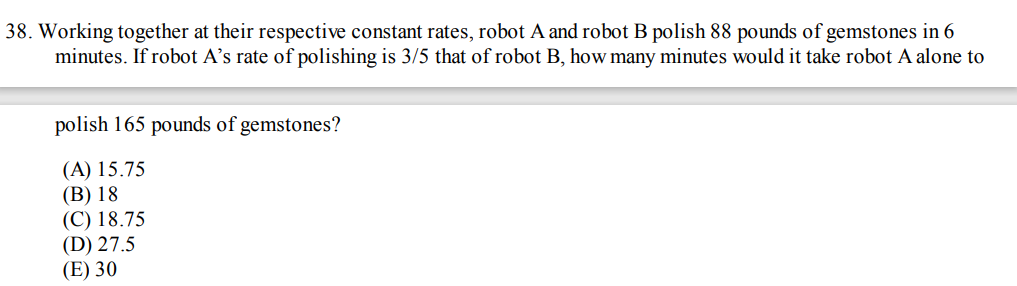 38. Working together at their respective constant rates, robot A and robot B polish 88 pounds of gemstones in 6
minutes. If robot A’s rate of polishing is 3/5 that of robot B, how many minutes would it take robot A alone to
polish 165 pounds of gemstones?
(A) 15.75
(B) 18
(C) 18.75
(D) 27.5
(E) 30